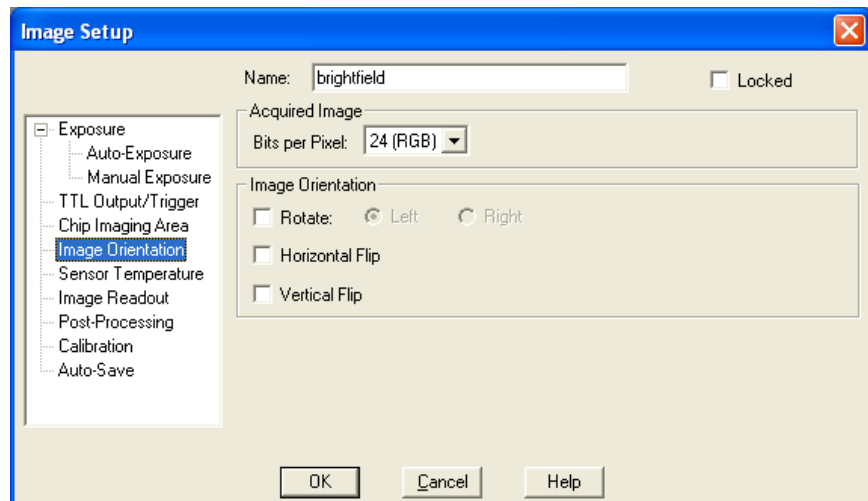 Image Setup
Name: brightfield
Locked
Exposure
Auto-Exposure
Manual Exposure
TTL Output/Trigger
Chip Imaging Area
Image Orientation
Sensor Temperature
Image Readout
Post-Processing
Calibration
Auto-Save
Acquired Image
Bits per Pixel: 24 (RGB)
Image Orientation
Rotate: Left Right
Horizontal Flip
Vertical Flip
OK Cancel Help